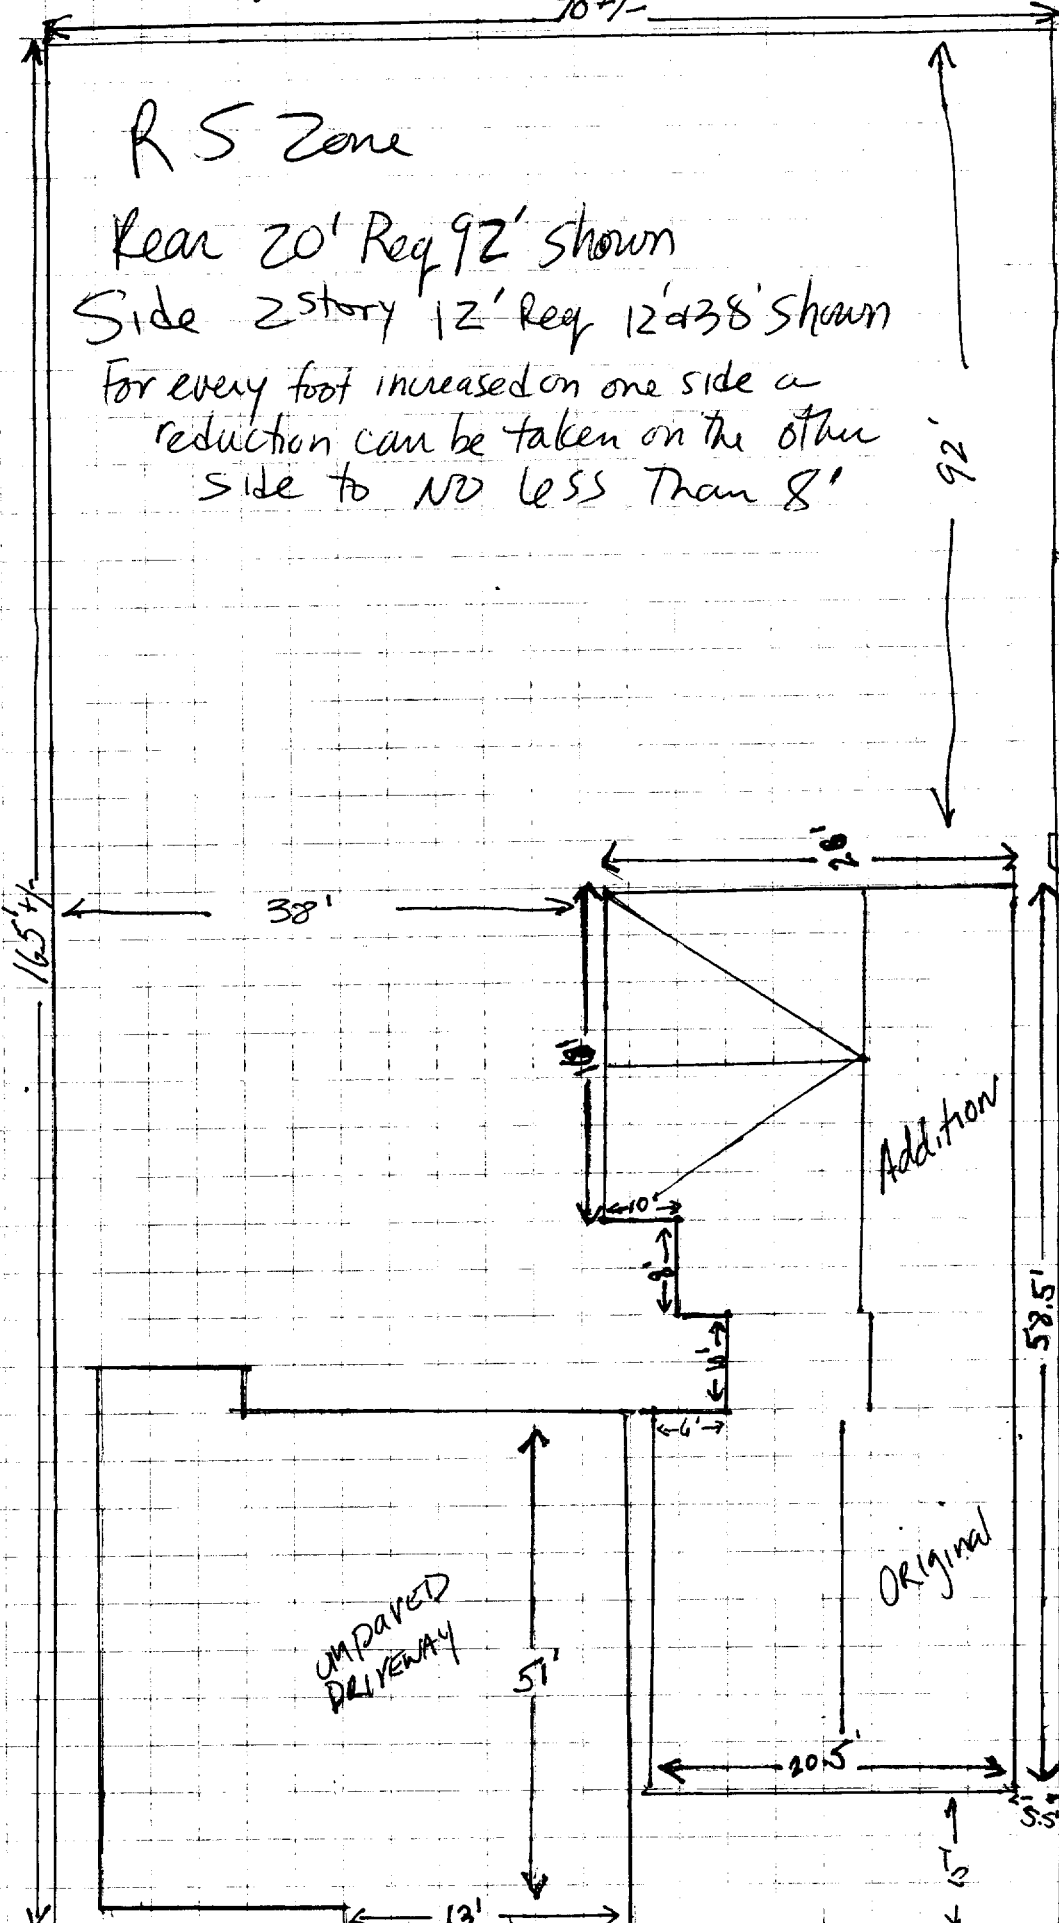 70+/-
R S Zone
Rear 20' Req 92' shown
Side 2 story 12' Req 12' or 38' shown
For every foot increased on one side a
reduction can be taken on the other
side to NO less Than 8'
92'
28'
38'
165'+/-
Addition
10'
8'
10'
58.5'
6'
Original
unpaved
DRIVEWAY
51'
20.5'
5.5'
13'